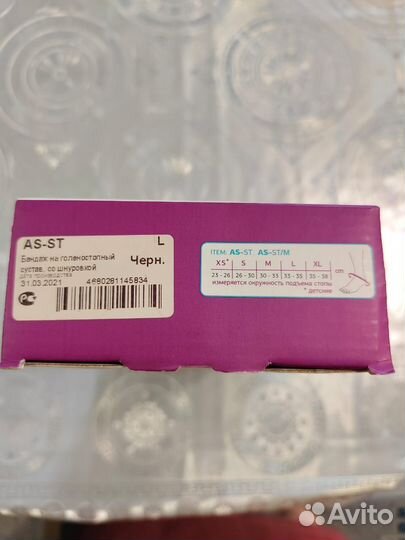 AS-ST L
Бандаж на голеностопный
сустав, со шнуровкой
Черн.
дата производства
31.03.2021
4680281145834
РС
ITEM: AS-ST, AS-ST/M
XS* S M L XL
23 - 26 26 - 30 30 - 33 33 - 35 35 - 38 cm
измеряется окружность подъема стопы
* детские
Avito